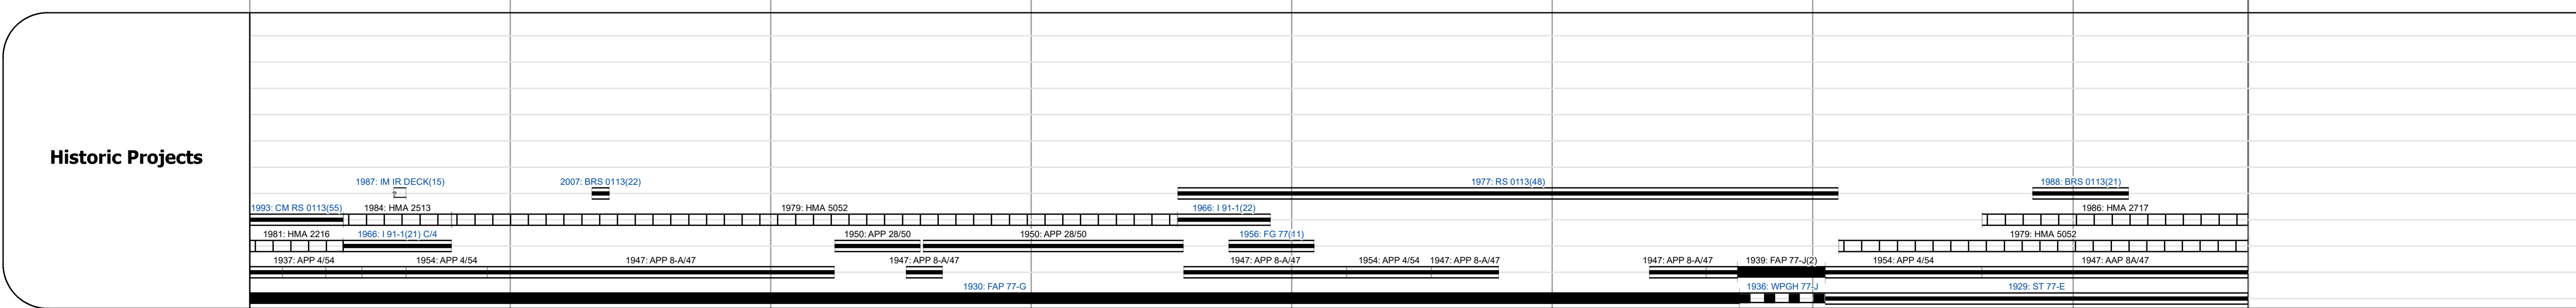 Historic Projects
1987: IM IR DECK(15) 2007: BRS 0113(22) 1977: RS 0113(48) 1988: BRS 0113(21)
1993: CM RS 0113(55) 1984: HMA 2513 1979: HMA 5052 1966: I 91-1(22) 1986: HMA 2717
1981: HMA 2216 1966: I 91-1(21) C/4 1950: APP 28/50 1950: APP 28/50 1956: FG 77(11) 1979: HMA 5052
1937: APP 4/54 1954: APP 4/54 1947: APP 8-A/47 1947: APP 8-A/47 1947: APP 8-A/47 1954: APP 4/54 1947: APP 8-A/47 1947: APP 8-A/47 1939: FAP 77-J(2) 1954: APP 4/54 1947: AAP 8A/47
1930: FAP 77-G 1936: WPGH 77-J 1929: ST 77-E